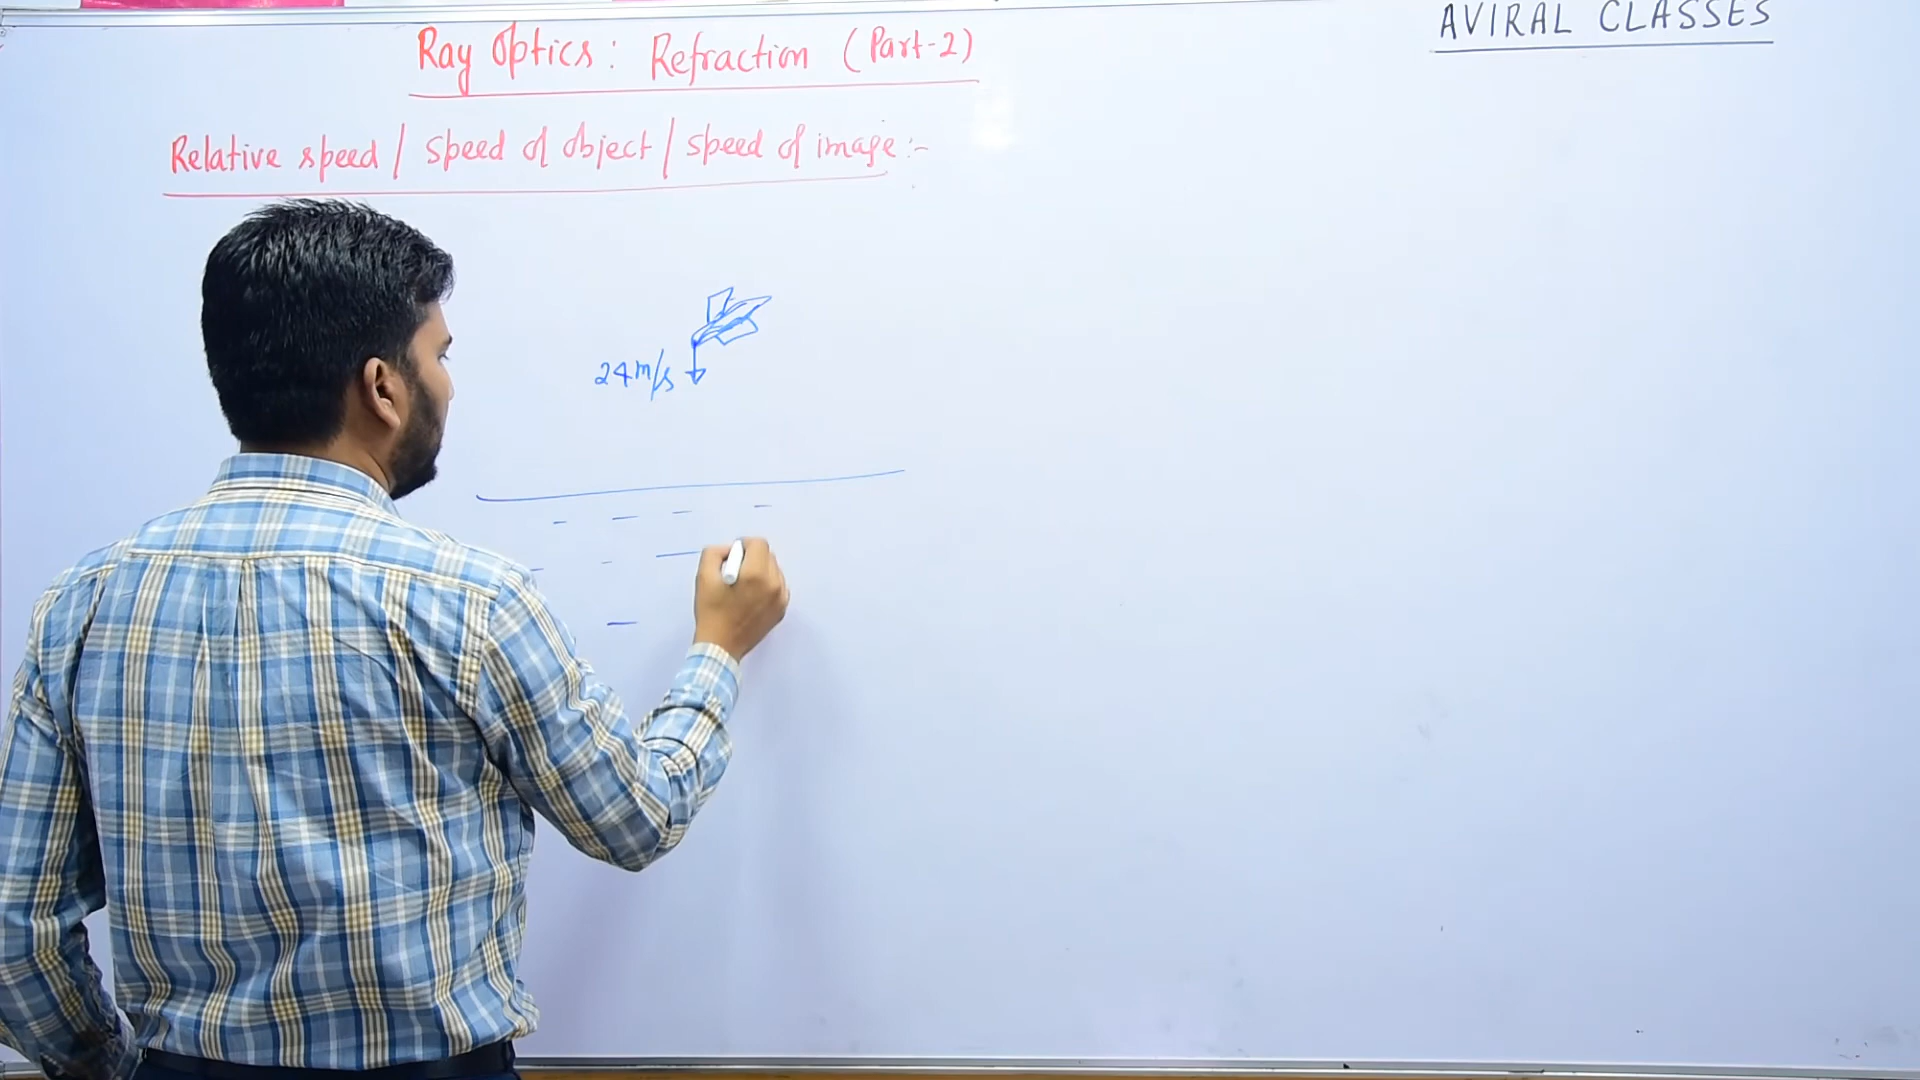 AVIRAL CLASSES
Ray Optics: Refraction (Part-2)
Relative speed / speed of object / speed of image :-
24m/s